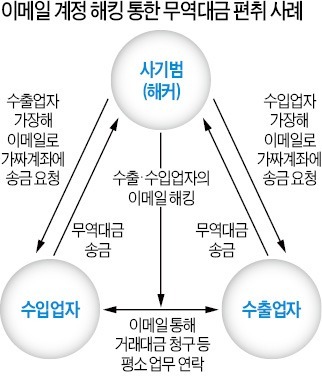 이메일 계정 해킹 통한 무역대금 편취 사례
사기범
(해커)
수출업자
가장해
이메일로
가짜계좌에
송금 요청
수입업자
가장해
이메일로
가짜계좌에
송금 요청
수출·수입업자의
이메일 해킹
무역대금
송금
무역대금
송금
수입업자
수출업자
이메일 통해
거래대금 청구 등
평소 업무 연락